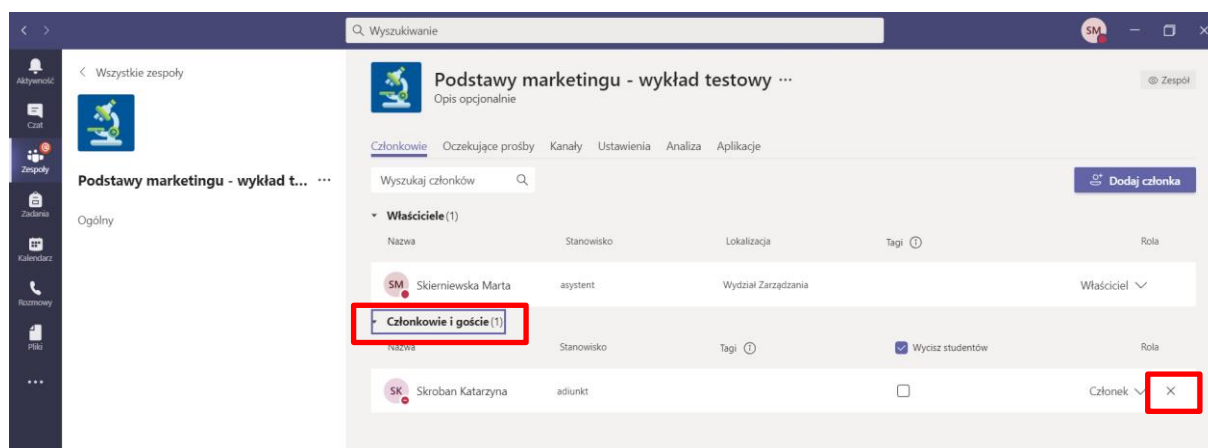 Wyszukiwanie
SM
Aktywność
Czat
Zespoły
Zadania
Kalendarz
Rozmowy
Pliki
Wszystkie zespoły
Podstawy marketingu - wykład t... ...
Ogólny
Podstawy marketingu - wykład testowy ...
Opis opcjonalnie
Zespół
Członkowie Oczekujące prośby Kanały Ustawienia Analiza Aplikacje
Wyszukaj członków
Dodaj członka
Właściciele (1)
Nazwa Stanowisko Lokalizacja Tagi Rola
SM Skierniewska Marta asystent Wydział Zarządzania Właściciel
Członkowie i goście (1)
Nazwa Stanowisko Tagi Wycisz studentów Rola
SK Skroban Katarzyna adiunkt Członek